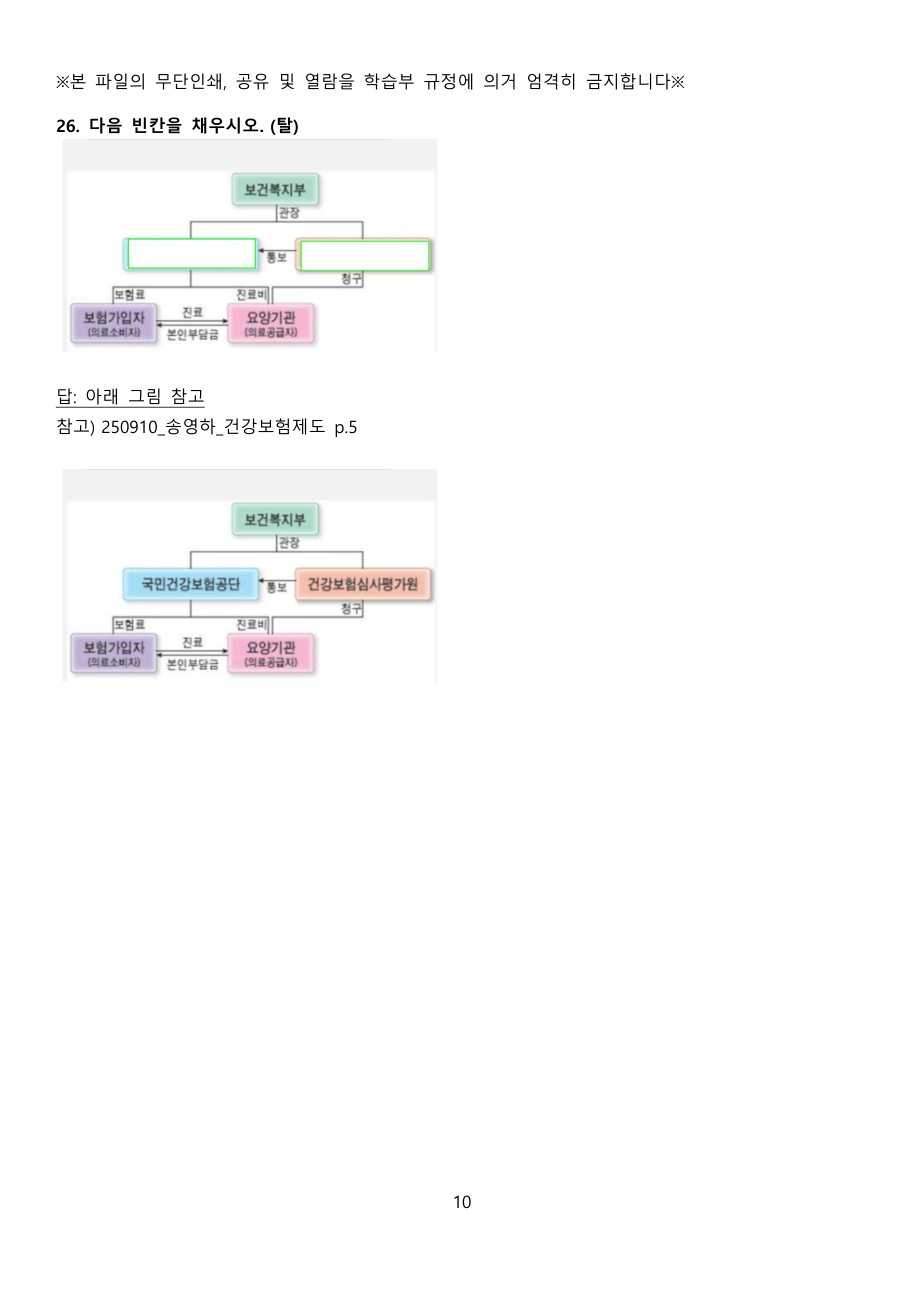 ※본 파일의 무단인쇄, 공유 및 열람을 학습부 규정에 의거 엄격히 금지합니다※
26. 다음 빈칸을 채우시오. (탈)
보건복지부
관장
통보
청구
보험료
진료비
보험가입자
(의료소비자)
진료
본인부담금
요양기관
(의료공급자)
답: 아래 그림 참고
참고) 250910_송영하_건강보험제도 p.5
보건복지부
관장
국민건강보험공단
통보
건강보험심사평가원
청구
보험료
진료비
보험가입자
(의료소비자)
진료
본인부담금
요양기관
(의료공급자)
10